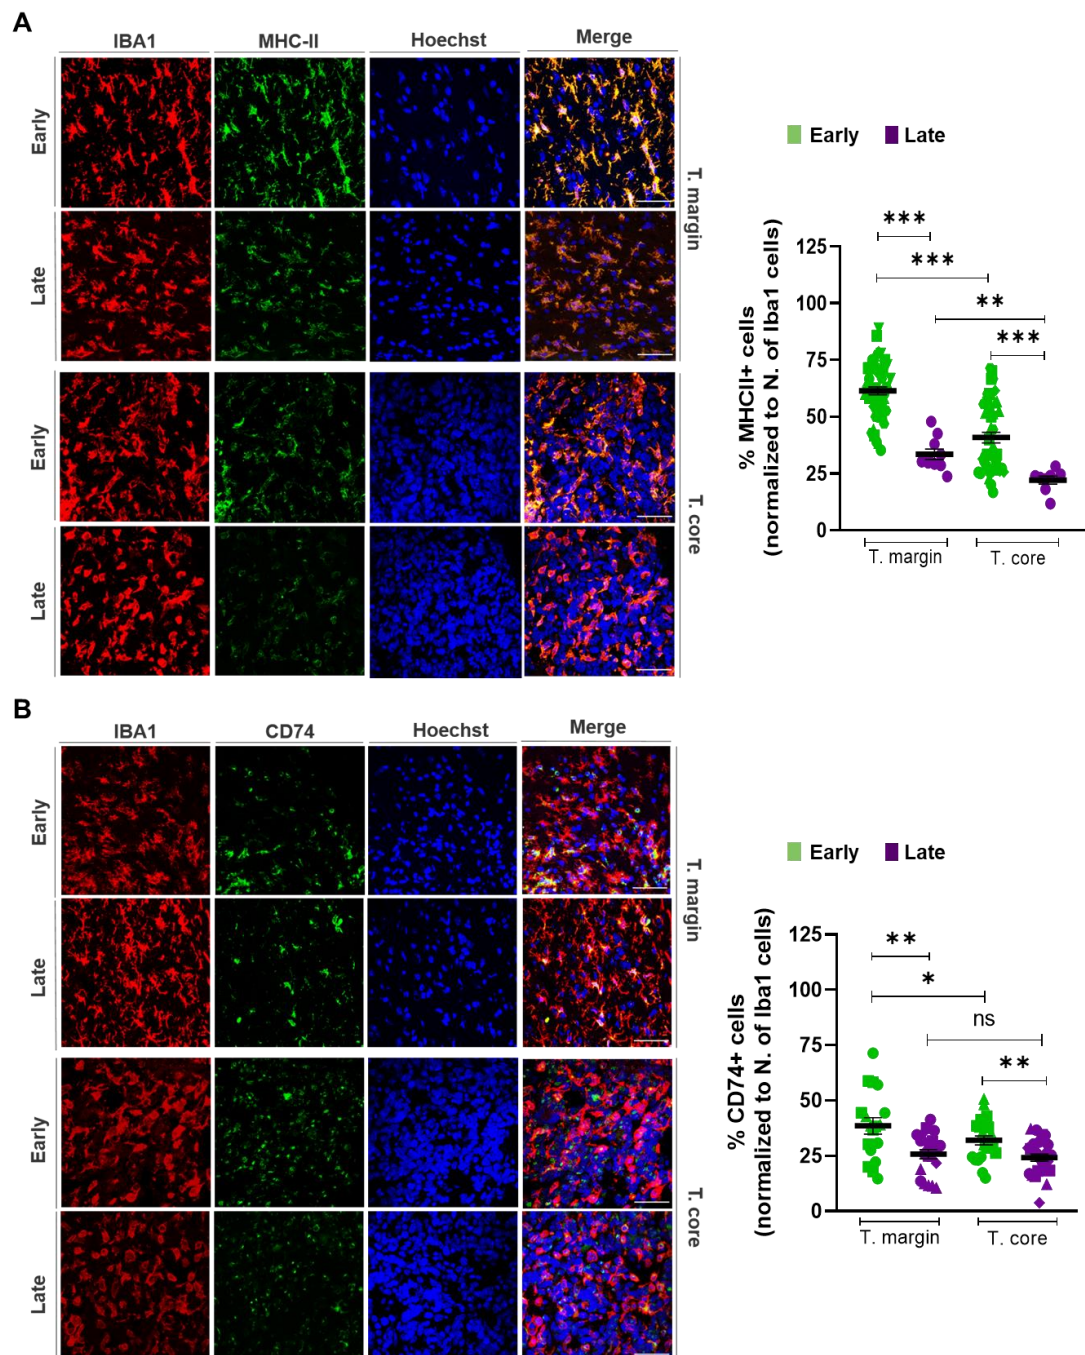 A
IBA1 MHC-II Hoechst Merge
Early
Late
T. margin
Early
Late
T. core
Early Late
% MHCII+ cells
(normalized to N. of Iba1 cells)
125
100
75
50
25
0
***
***
**
***
T. margin T. core
B
IBA1 CD74 Hoechst Merge
Early
Late
T. margin
Early
Late
T. core
Early Late
% CD74+ cells
(normalized to N. of Iba1 cells)
125
100
75
50
25
0
**
*
ns
**
T. margin T. core